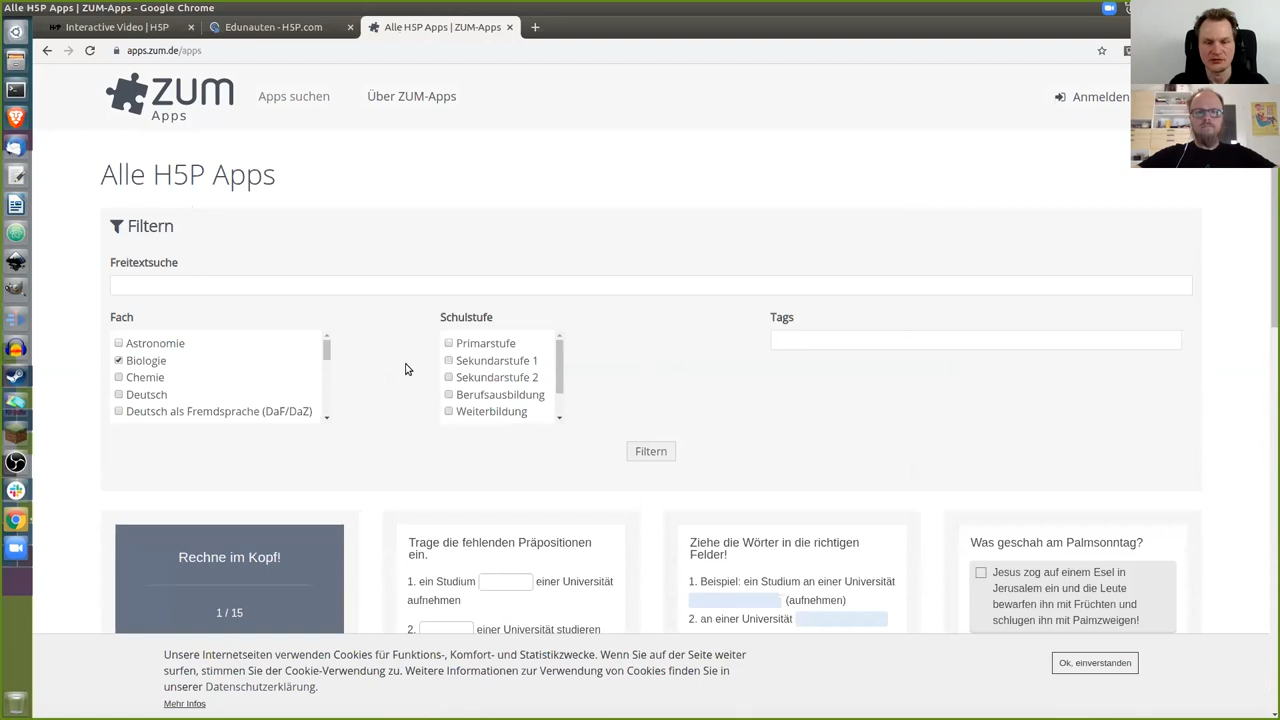 Alle H5P Apps | ZUM-Apps - Google Chrome
Interactive Video | H5P
Edunauten - H5P.com
Alle H5P Apps | ZUM-Apps
apps.zum.de/apps
ZUM
Apps
Apps suchen
Über ZUM-Apps
Anmelden
Alle H5P Apps
Filtern
Freitextsuche
Fach
Schulstufe
Tags
Astronomie
Biologie
Chemie
Deutsch
Deutsch als Fremdsprache (DaF/DaZ)
Primarstufe
Sekundarstufe 1
Sekundarstufe 2
Berufsausbildung
Weiterbildung
Filtern
Rechne im Kopf!
1 / 15
Trage die fehlenden Präpositionen
ein.
1. ein Studium einer Universität
aufnehmen
2. einer Universität studieren
Ziehe die Wörter in die richtigen
Felder!
1. Beispiel: ein Studium an einer Universität
(aufnehmen)
2. an einer Universität
Was geschah am Palmsonntag?
Jesus zog auf einem Esel in
Jerusalem ein und die Leute
bewarfen ihn mit Früchten und
schlugen ihn mit Palmzweigen!
Unsere Internetseiten verwenden Cookies für Funktions-, Komfort- und Statistikzwecke. Wenn Sie auf der Seite weiter
surfen, stimmen Sie der Cookie-Verwendung zu. Weitere Informationen zur Verwendung von Cookies finden Sie in
unserer Datenschutzerklärung.
Mehr Infos
Ok, einverstanden